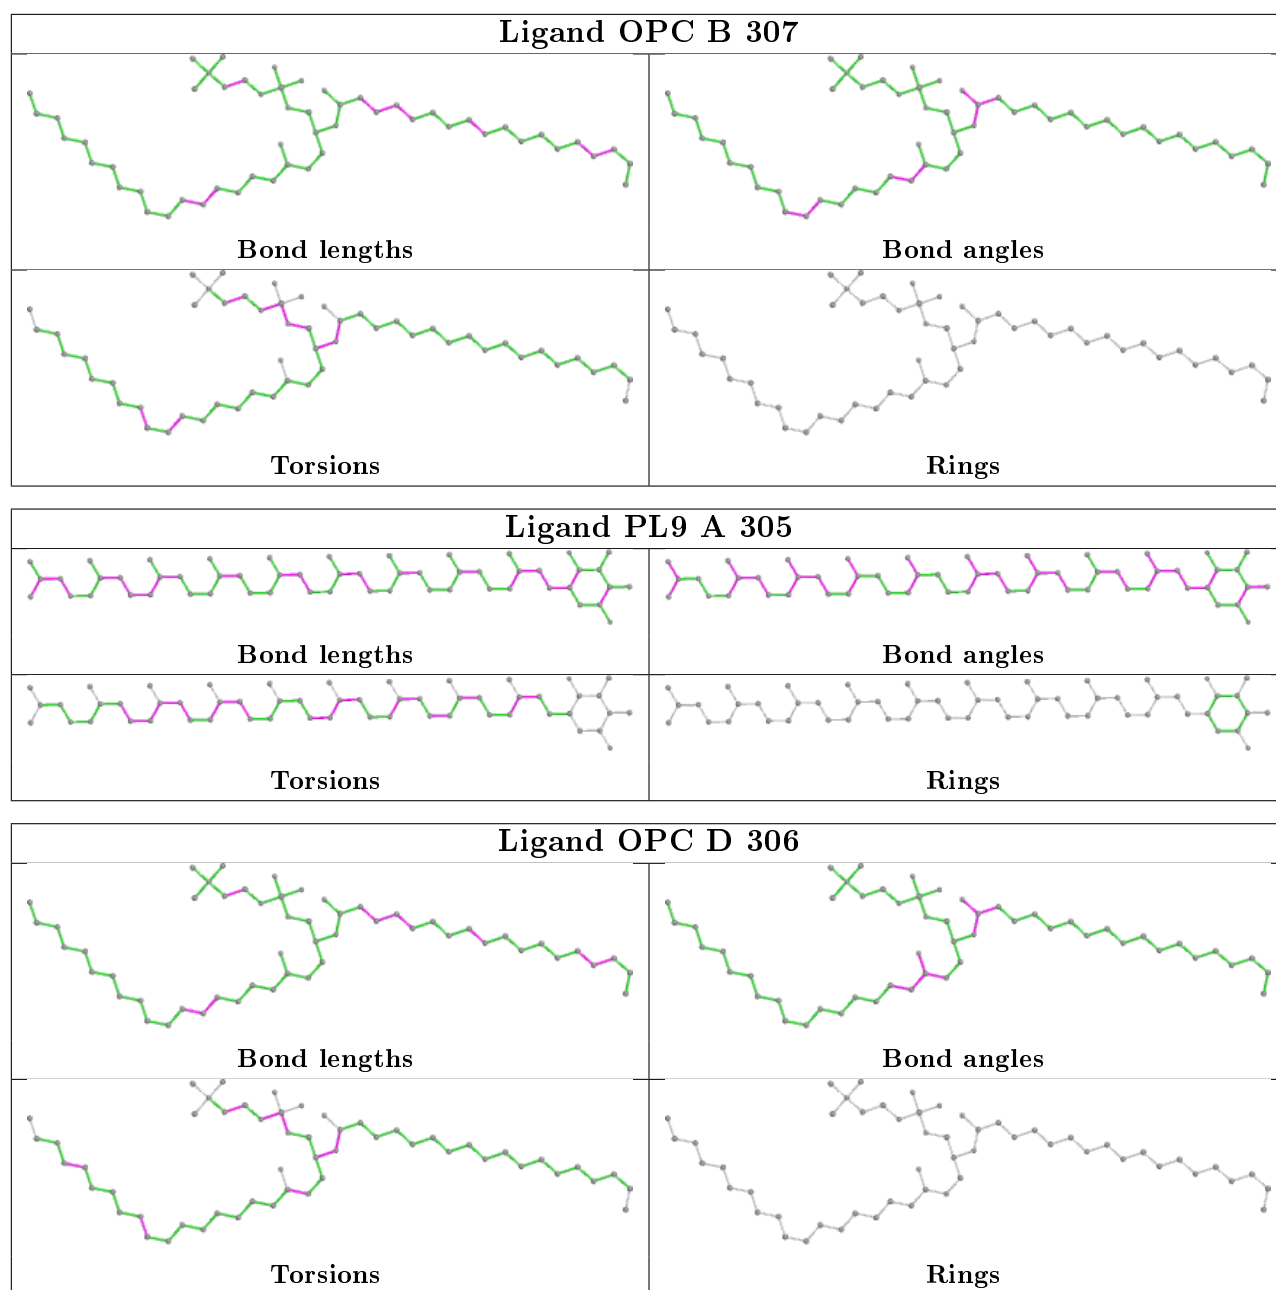 Ligand OPC B 307
Bond lengths
Bond angles
Torsions
Rings
Ligand PL9 A 305
Bond lengths
Bond angles
Torsions
Rings
Ligand OPC D 306
Bond lengths
Bond angles
Torsions
Rings